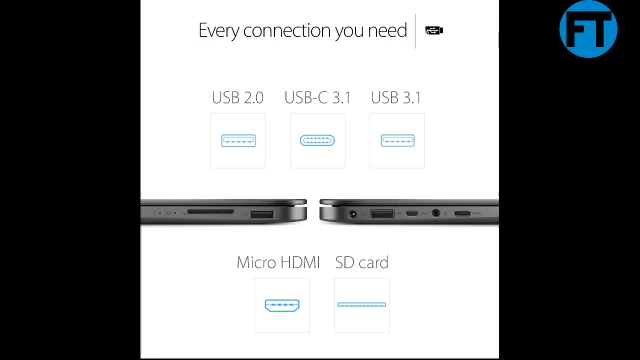 Every connection you need
FT
USB 2.0 USB-C 3.1 USB 3.1
Micro HDMI SD card